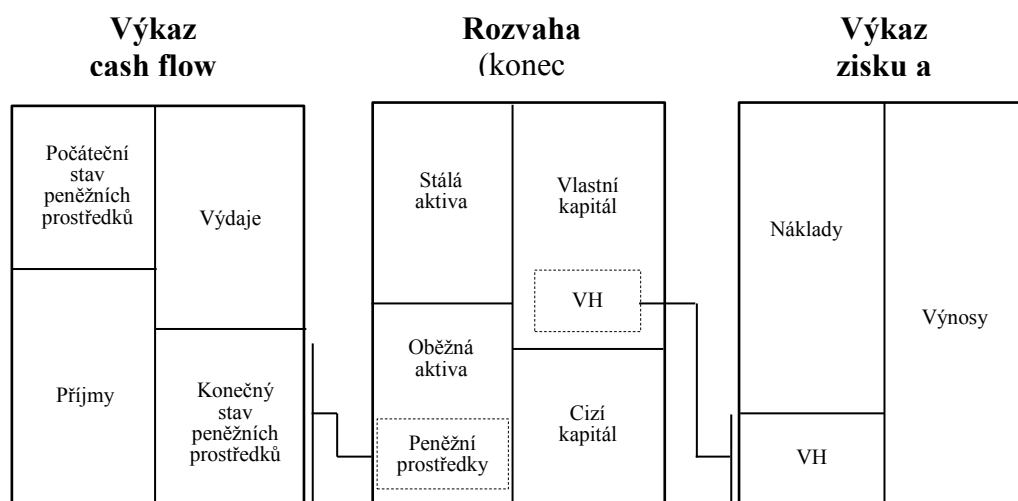 Výkaz
cash flow
Rozvaha
(konec
Výkaz
zisku a
Počáteční
stav
peněžních
prostředků
Výdaje
Příjmy
Konečný
stav
peněžních
prostředků
Stálá
aktiva
Vlastní
kapitál
VH
Oběžná
aktiva
Peněžní
prostředky
Cizí
kapitál
Náklady
Výnosy
VH